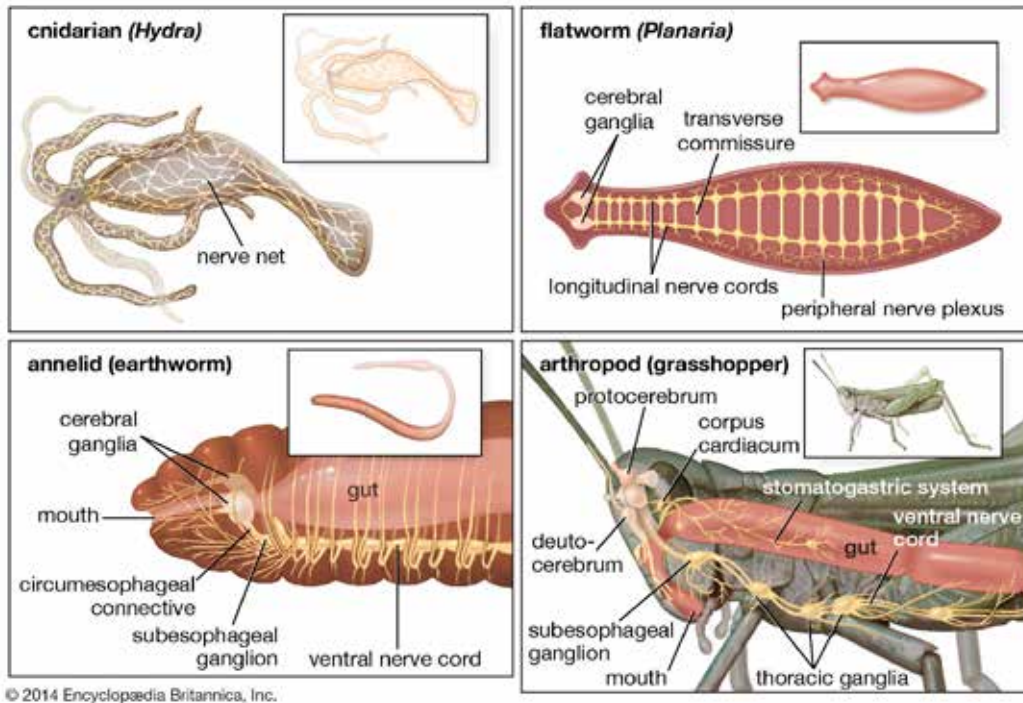 cnidarian (Hydra)
nerve net
flatworm (Planaria)
cerebral
ganglia
transverse
commissure
longitudinal nerve cords
peripheral nerve plexus
annelid (earthworm)
cerebral
ganglia
gut
mouth
circumesophageal
connective
subesophageal
ganglion
ventral nerve cord
arthropod (grasshopper)
protocerebrum
corpus
cardiacum
stomatogastric system
ventral nerve
cord
gut
deuto-
cerebrum
subesophageal
ganglion
mouth
thoracic ganglia
© 2014 Encyclopædia Britannica, Inc.